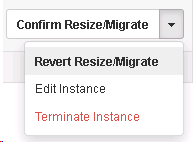 Confirm Resize/Migrate
Revert Resize/Migrate
Edit Instance
Terminate Instance